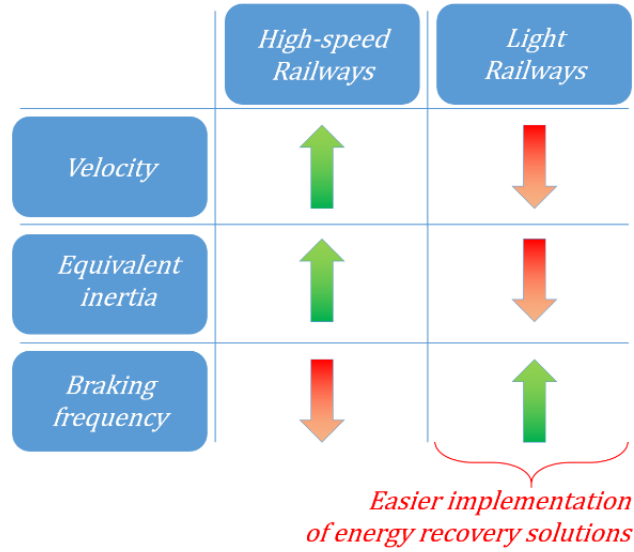 High-speed
Railways
Light
Railways
Velocity
Equivalent
inertia
Braking
frequency
Easier implementation
of energy recovery solutions